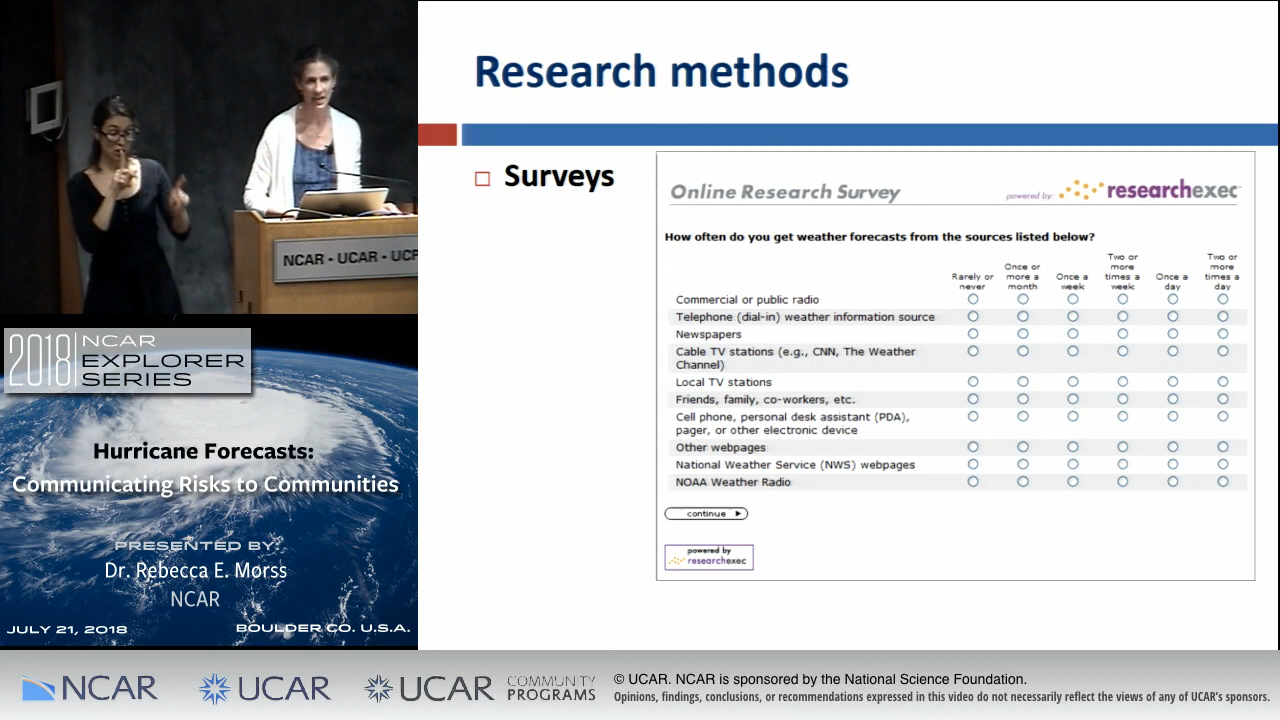 Research methods
Surveys
Online Research Survey
powered by: researchexec
How often do you get weather forecasts from the sources listed below?
Rarely or never
Once or more a month
Once a week
Two or more times a week
Once a day
Two or more times a day
Commercial or public radio
Telephone (dial-in) weather information source
Newspapers
Cable TV stations (e.g., CNN, The Weather
Channel)
Local TV stations
Friends, family, co-workers, etc.
Cell phone, personal desk assistant (PDA),
pager, or other electronic device
Other webpages
National Weather Service (NWS) webpages
NOAA Weather Radio
continue
powered by
researchexec
NCAR • UCAR • UCP
2018 NCAR
EXPLORER
SERIES
Hurricane Forecasts:
Communicating Risks to Communities
PRESENTED BY:
Dr. Rebecca E. Morss
NCAR
JULY 21, 2018 BOULDER CO. U.S.A.
NCAR
UCAR
UCAR COMMUNITY
PROGRAMS
© UCAR. NCAR is sponsored by the National Science Foundation.
Opinions, findings, conclusions, or recommendations expressed in this video do not necessarily reflect the views of any of UCAR's sponsors.